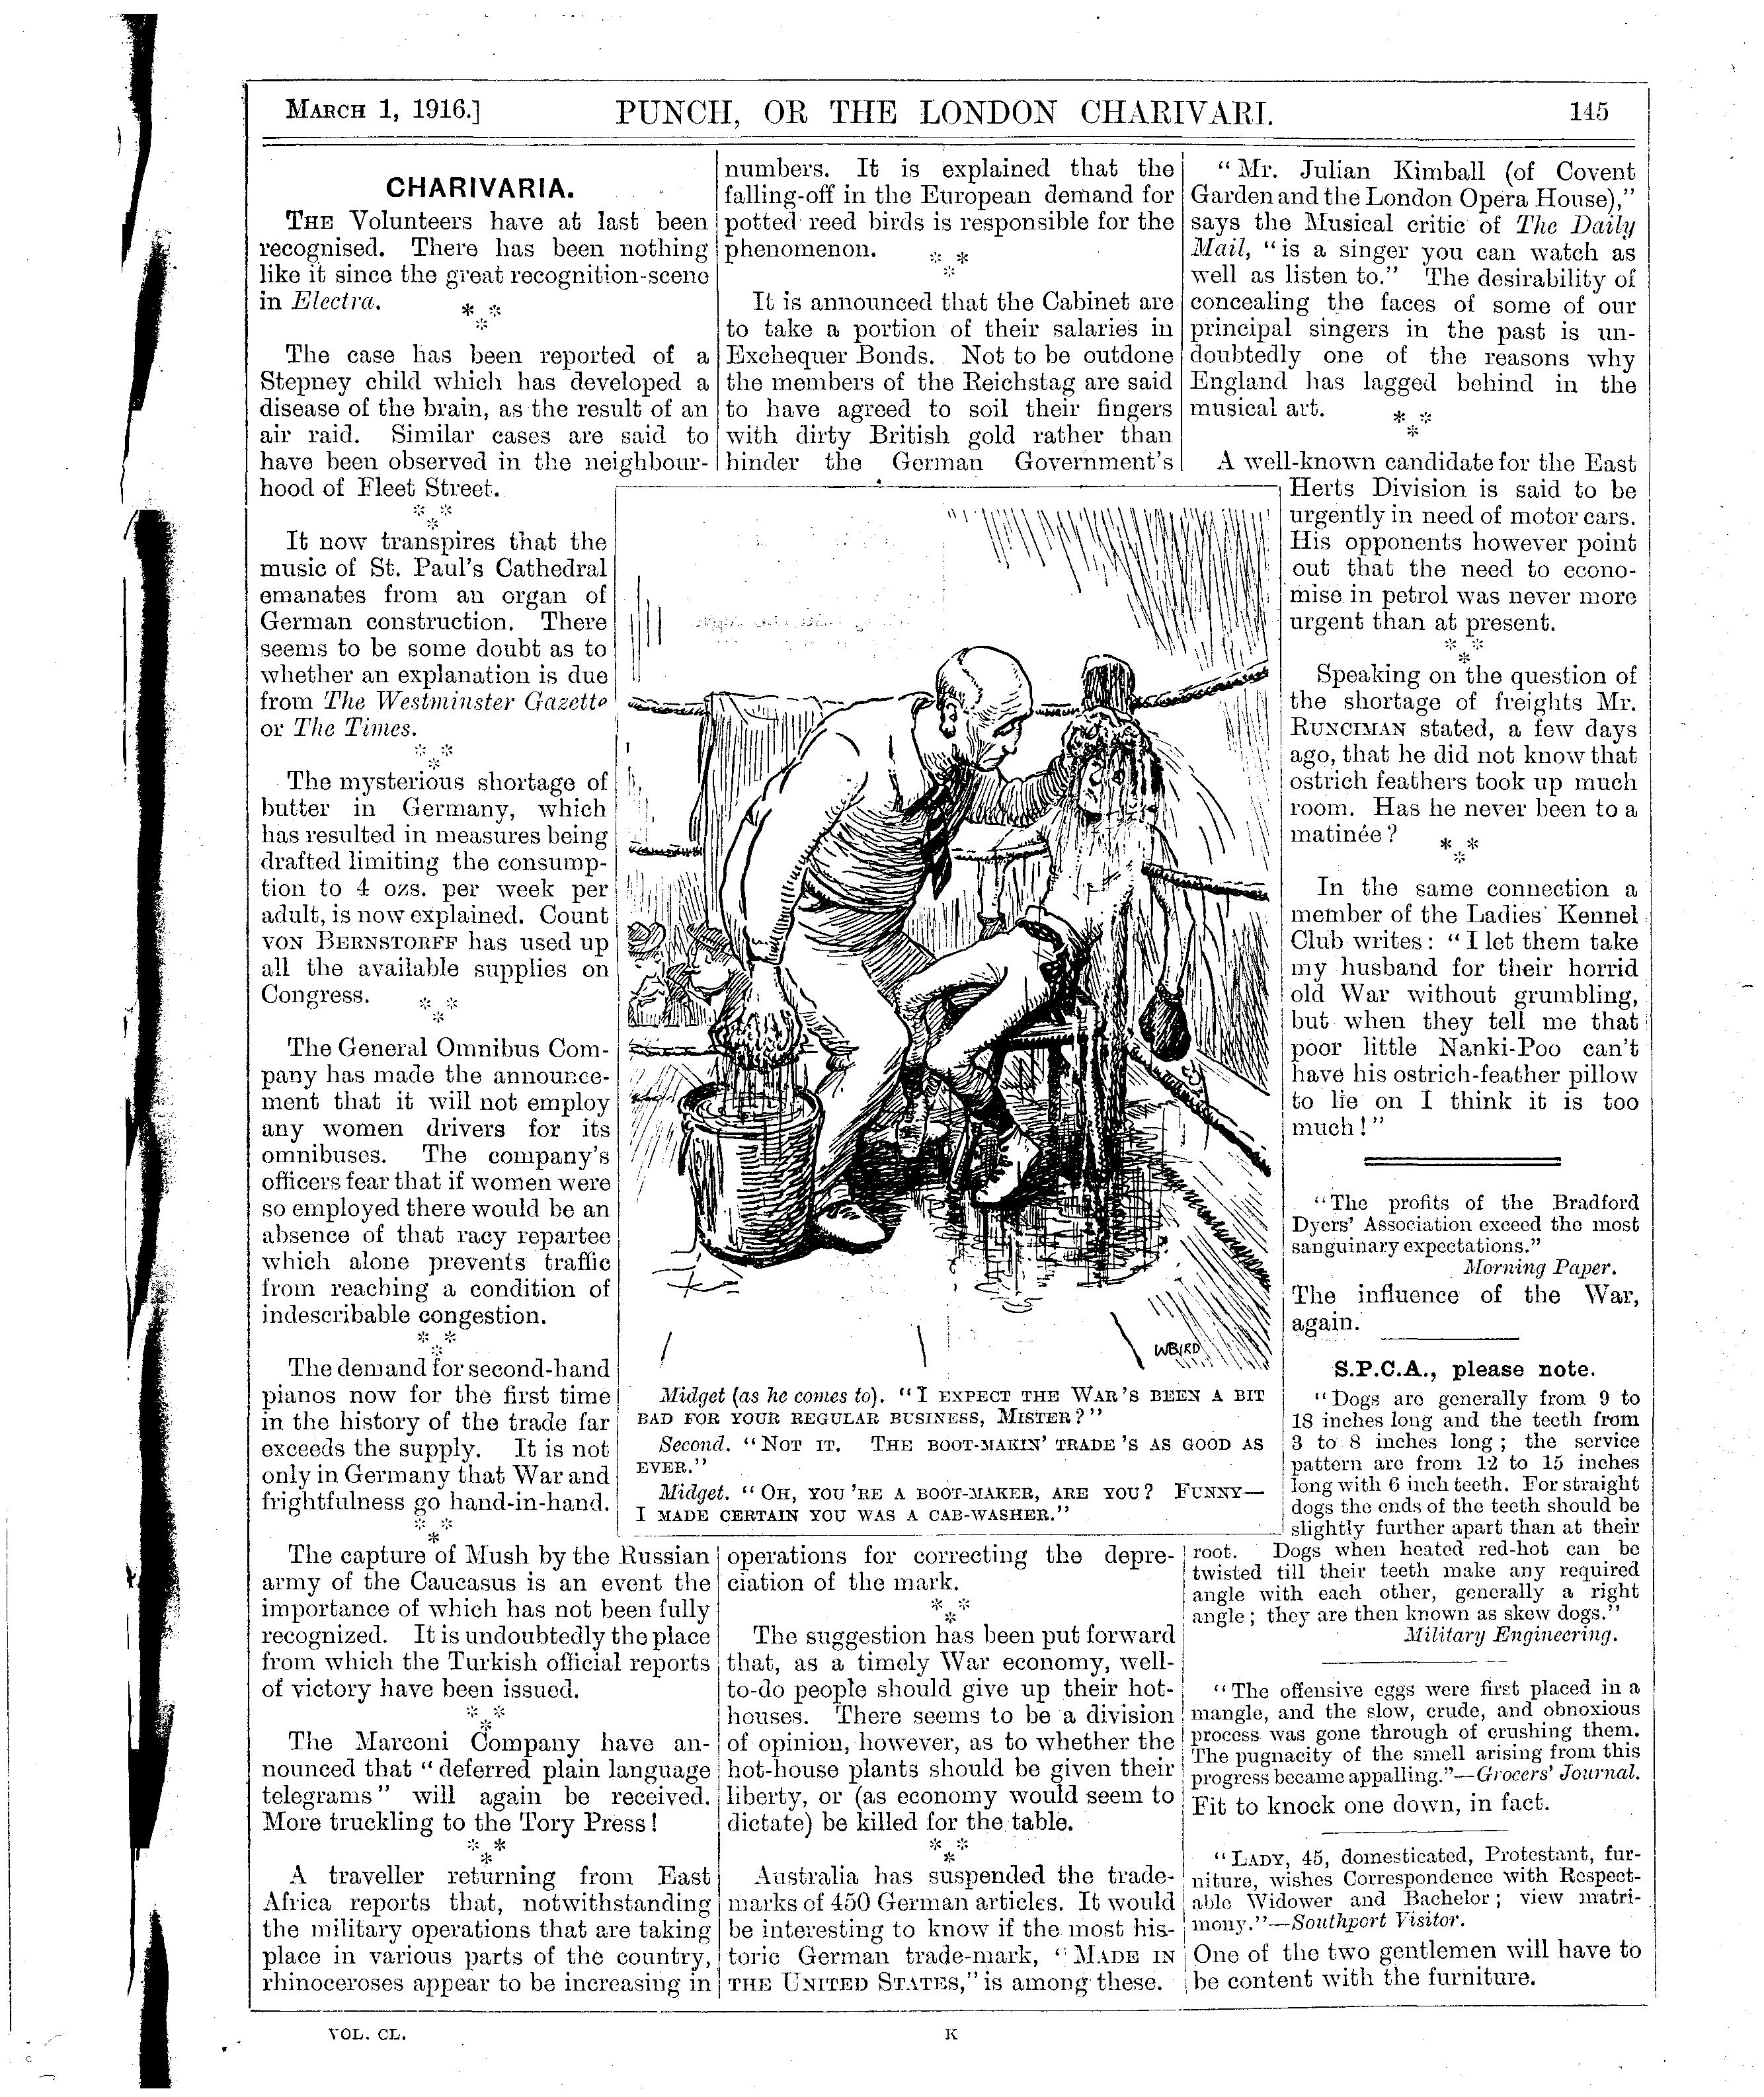 MARCH 1, 1916.] PUNCH, OR THE LONDON CHARIVARI. 145
CHARIVARIA.
THE Volunteers have at last been
recognised. There has been nothing
like it since the great recognition-scene
in Electra.
* *
*
The case has been reported of a
Stepney child which has developed a
disease of the brain, as the result of an
air raid. Similar cases are said to
have been observed in the neighbour-
hood of Fleet Street.
* *
*
It now transpires that the
music of St. Paul's Cathedral
emanates from an organ of
German construction. There
seems to be some doubt as to
whether an explanation is due
from The Westminster Gazette
or The Times.
* *
*
The mysterious shortage of
butter in Germany, which
has resulted in measures being
drafted limiting the consump-
tion to 4 ozs. per week per
adult, is now explained. Count
VON BERNSTORFF has used up
all the available supplies on
Congress.
* *
*
The General Omnibus Com-
pany has made the announce-
ment that it will not employ
any women drivers for its
omnibuses. The company's
officers fear that if women were
so employed there would be an
absence of that racy repartee
which alone prevents traffic
from reaching a condition of
indescribable congestion.
* *
*
The demand for second-hand
pianos now for the first time
in the history of the trade far
exceeds the supply. It is not
only in Germany that War and
frightfulness go hand-in-hand.
* *
*
The capture of Mush by the Russian
army of the Caucasus is an event the
importance of which has not been fully
recognized. It is undoubtedly the place
from which the Turkish official reports
of victory have been issued.
* *
*
The Marconi Company have an-
nounced that "deferred plain language
telegrams" will again be received.
More truckling to the Tory Press!
* *
*
A traveller returning from East
Africa reports that, notwithstanding
the military operations that are taking
place in various parts of the country,
rhinoceroses appear to be increasing in
numbers. It is explained that the
falling-off in the European demand for
potted reed birds is responsible for the
phenomenon.
* *
*
It is announced that the Cabinet are
to take a portion of their salaries in
Exchequer Bonds. Not to be outdone
the members of the Reichstag are said
to have agreed to soil their fingers
with dirty British gold rather than
hinder the German Government's
WBIRD
Midget (as he comes to). "I EXPECT THE WAR'S BEEN A BIT
BAD FOR YOUR REGULAR BUSINESS, MISTER?"
Second. "NOT IT. THE BOOT-MAKIN' TRADE 'S AS GOOD AS
EVER."
Midget. "OH, YOU 'RE A BOOT-MAKER, ARE YOU? FUNNY—
I MADE CERTAIN YOU WAS A CAB-WASHER."
operations for correcting the depre-
ciation of the mark.
* *
*
The suggestion has been put forward
that, as a timely War economy, well-
to-do people should give up their hot-
houses. There seems to be a division
of opinion, however, as to whether the
hot-house plants should be given their
liberty, or (as economy would seem to
dictate) be killed for the table.
* *
*
Australia has suspended the trade-
marks of 450 German articles. It would
be interesting to know if the most his-
toric German trade-mark, "MADE IN
THE UNITED STATES," is among these.
"Mr. Julian Kimball (of Covent
Garden and the London Opera House),"
says the Musical critic of The Daily
Mail, "is a singer you can watch as
well as listen to." The desirability of
concealing the faces of some of our
principal singers in the past is un-
doubtedly one of the reasons why
England has lagged behind in the
musical art.
* *
*
A well-known candidate for the East
Herts Division is said to be
urgently in need of motor cars.
His opponents however point
out that the need to econo-
mise in petrol was never more
urgent than at present.
* *
*
Speaking on the question of
the shortage of freights Mr.
RUNCIMAN stated, a few days
ago, that he did not know that
ostrich feathers took up much
room. Has he never been to a
matinée?
* *
*
In the same connection a
member of the Ladies' Kennel
Club writes: "I let them take
my husband for their horrid
old War without grumbling,
but when they tell me that
poor little Nanki-Poo can't
have his ostrich-feather pillow
to lie on I think it is too
much!"
"The profits of the Bradford
Dyers' Association exceed the most
sanguinary expectations."
Morning Paper.
The influence of the War,
again.
S.P.C.A., please note.
"Dogs are generally from 9 to
18 inches long and the teeth from
3 to 8 inches long; the service
pattern are from 12 to 15 inches
long with 6 inch teeth. For straight
dogs the ends of the teeth should be
slightly further apart than at their
root. Dogs when heated red-hot can be
twisted till their teeth make any required
angle with each other, generally a right
angle; they are then known as skew dogs."
Military Engineering.
"The offensive eggs were first placed in a
mangle, and the slow, crude, and obnoxious
process was gone through of crushing them.
The pugnacity of the smell arising from this
progress became appalling."—Grocers' Journal.
Fit to knock one down, in fact.
"LADY, 45, domesticated, Protestant, fur-
niture, wishes Correspondence with Respect-
able Widower and Bachelor; view matri-
mony."—Southport Visitor.
One of the two gentlemen will have to
be content with the furniture.
VOL. CL. K